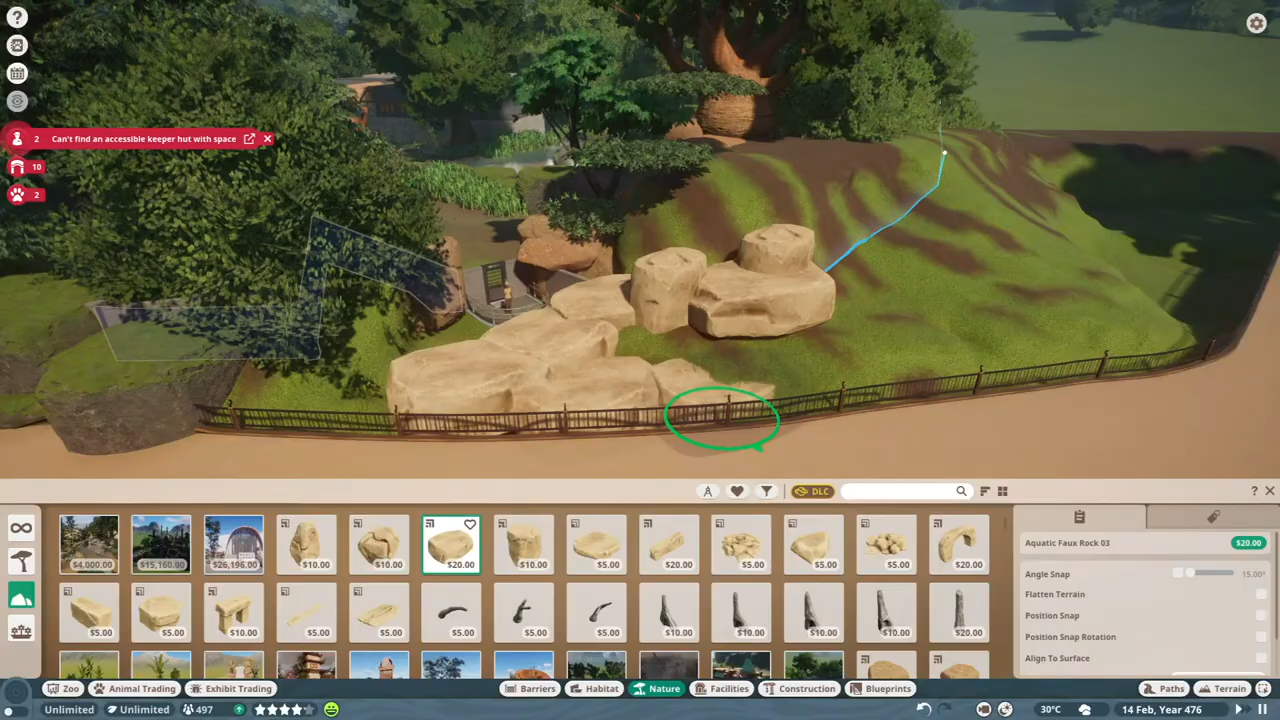 ?
2 Can't find an accessible keeper hut with space
10
2
DLC
? ×
$4,000.00 $15,160.00 $26,196.00 $10.00 $10.00 $20.00 $10.00 $5.00 $20.00 $5.00 $5.00 $5.00 $20.00
$5.00 $5.00 $10.00 $5.00 $5.00 $5.00 $5.00 $5.00 $10.00 $10.00 $10.00 $10.00 $20.00
Aquatic Faux Rock 03 $20.00
Angle Snap 15.00°
Flatten Terrain
Position Snap
Position Snap Rotation
Align To Surface
Zoo Animal Trading Exhibit Trading Barriers Habitat Nature Facilities Construction Blueprints Paths Terrain
Unlimited Unlimited 497 30°C 14 Feb, Year 476